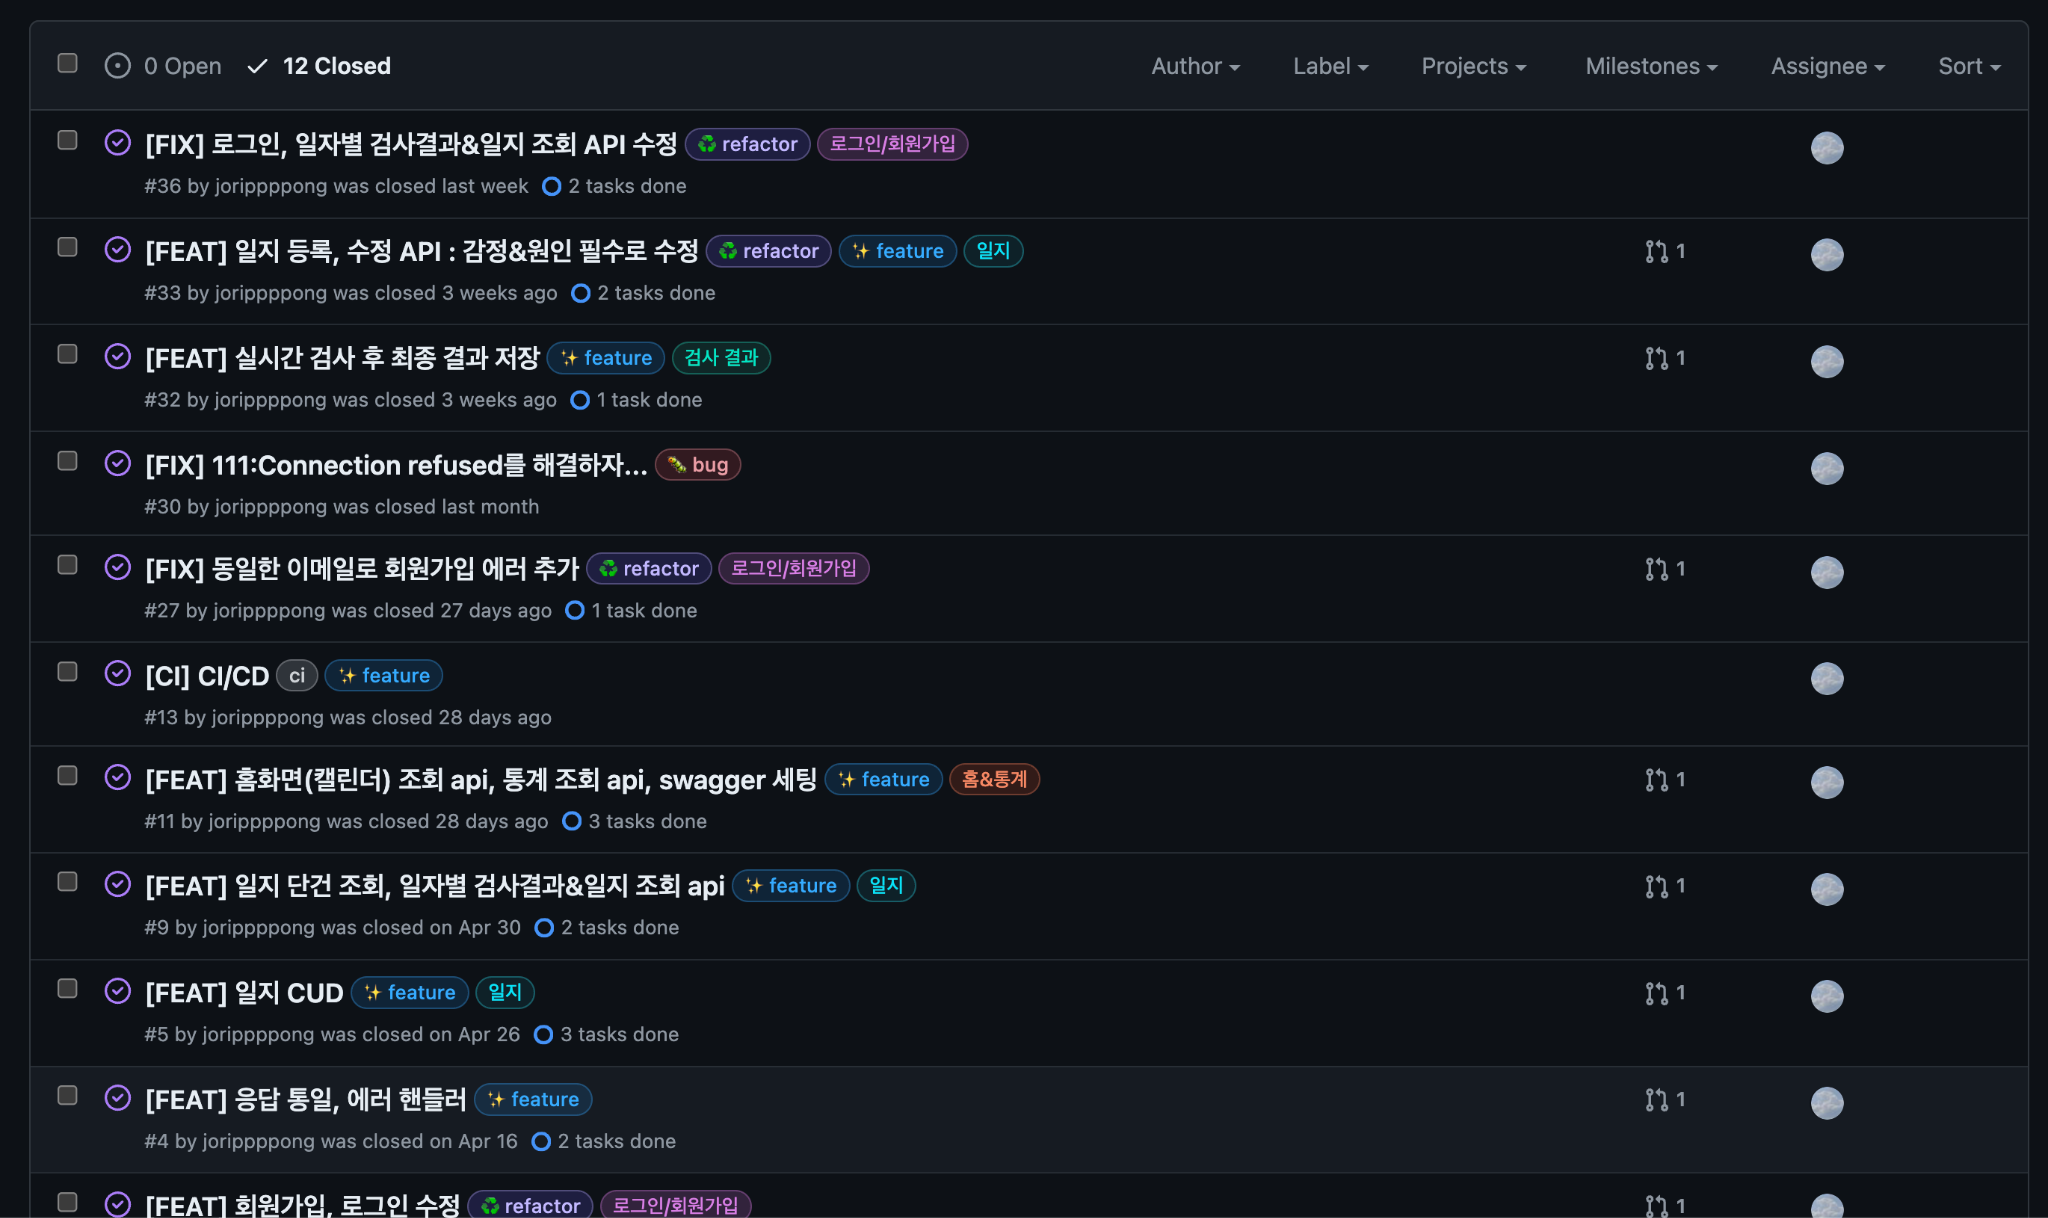 0 Open 12 Closed Author Label Projects Milestones Assignee Sort
[FIX] 로그인, 일자별 검사결과&일지 조회 API 수정 refactor 로그인/회원가입
#36 by jorippppong was closed last week 2 tasks done
[FEAT] 일지 등록, 수정 API : 감정&원인 필수로 수정 refactor feature 일지 1
#33 by jorippppong was closed 3 weeks ago 2 tasks done
[FEAT] 실시간 검사 후 최종 결과 저장 feature 검사 결과 1
#32 by jorippppong was closed 3 weeks ago 1 task done
[FIX] 111:Connection refused를 해결하자... bug
#30 by jorippppong was closed last month
[FIX] 동일한 이메일로 회원가입 에러 추가 refactor 로그인/회원가입 1
#27 by jorippppong was closed 27 days ago 1 task done
[CI] CI/CD ci feature
#13 by jorippppong was closed 28 days ago
[FEAT] 홈화면(캘린더) 조회 api, 통계 조회 api, swagger 세팅 feature 홈&통계 1
#11 by jorippppong was closed 28 days ago 3 tasks done
[FEAT] 일지 단건 조회, 일자별 검사결과&일지 조회 api feature 일지 1
#9 by jorippppong was closed on Apr 30 2 tasks done
[FEAT] 일지 CUD feature 일지 1
#5 by jorippppong was closed on Apr 26 3 tasks done
[FEAT] 응답 통일, 에러 핸들러 feature 1
#4 by jorippppong was closed on Apr 16 2 tasks done
[FEAT] 회원가입, 로그인 수정 refactor 로그인/회원가입 1